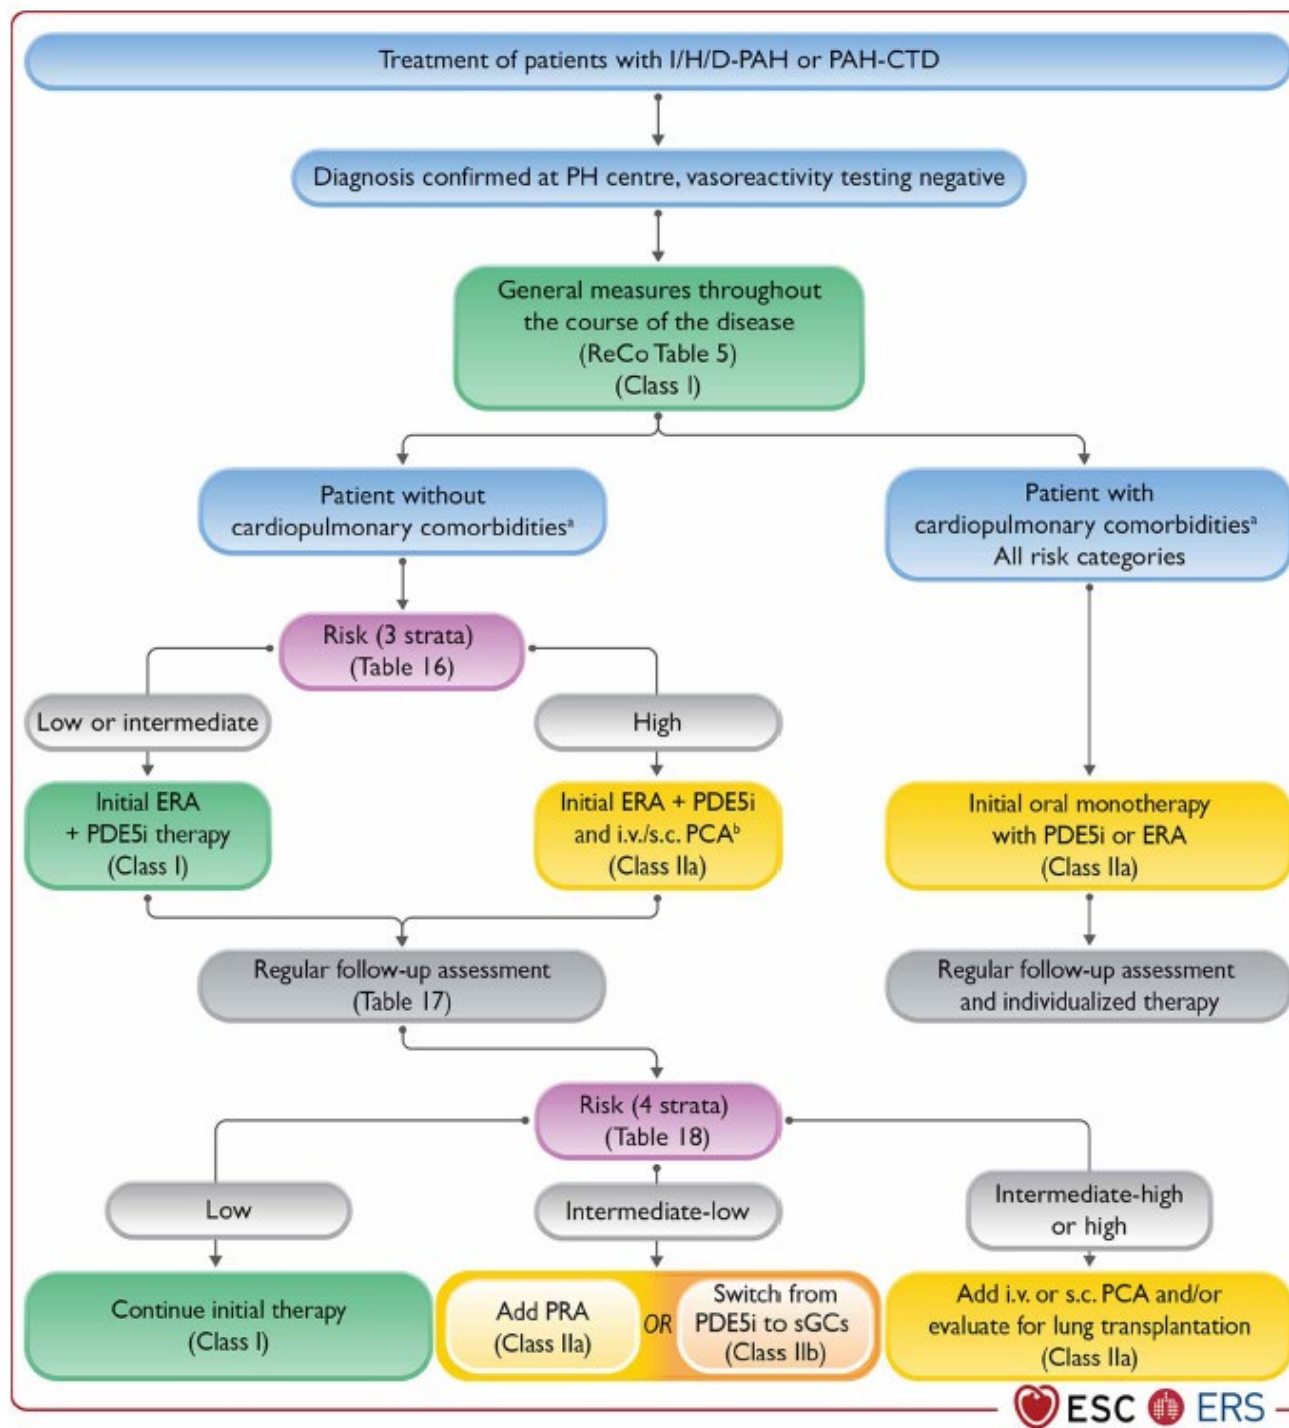 Treatment of patients with I/H/D-PAH or PAH-CTD
Diagnosis confirmed at PH centre, vasoreactivity testing negative
General measures throughout
the course of the disease
(ReCo Table 5)
(Class I)
Patient without
cardiopulmonary comorbiditiesᵃ
Patient with
cardiopulmonary comorbiditiesᵃ
All risk categories
Risk (3 strata)
(Table 16)
Low or intermediate
High
Initial ERA
+ PDE5i therapy
(Class I)
Initial ERA + PDE5i
and i.v./s.c. PCAᵇ
(Class IIa)
Initial oral monotherapy
with PDE5i or ERA
(Class IIa)
Regular follow-up assessment
(Table 17)
Regular follow-up assessment
and individualized therapy
Risk (4 strata)
(Table 18)
Low
Intermediate-low
Intermediate-high
or high
Continue initial therapy
(Class I)
Add PRA
(Class IIa)
OR
Switch from
PDE5i to sGCs
(Class IIb)
Add i.v. or s.c. PCA and/or
evaluate for lung transplantation
(Class IIa)
ESC ERS